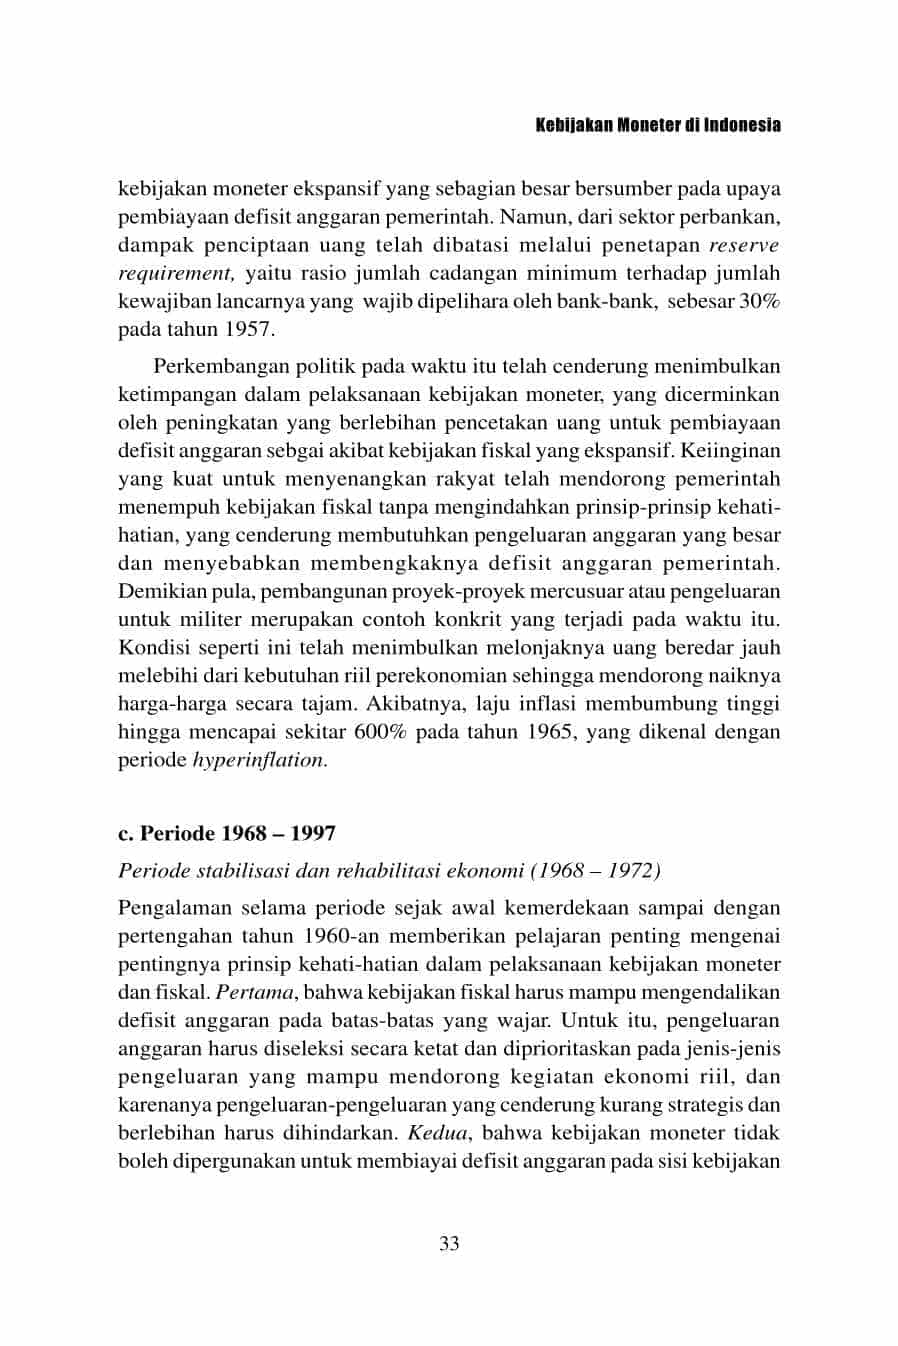 Kebijakan Moneter di Indonesia
kebijakan moneter ekspansif yang sebagian besar bersumber pada upaya
pembiayaan defisit anggaran pemerintah. Namun, dari sektor perbankan,
dampak penciptaan uang telah dibatasi melalui penetapan reserve
requirement, yaitu rasio jumlah cadangan minimum terhadap jumlah
kewajiban lancarnya yang wajib dipelihara oleh bank-bank, sebesar 30%
pada tahun 1957.
Perkembangan politik pada waktu itu telah cenderung menimbulkan
ketimpangan dalam pelaksanaan kebijakan moneter, yang dicerminkan
oleh peningkatan yang berlebihan pencetakan uang untuk pembiayaan
defisit anggaran sebgai akibat kebijakan fiskal yang ekspansif. Keiinginan
yang kuat untuk menyenangkan rakyat telah mendorong pemerintah
menempuh kebijakan fiskal tanpa mengindahkan prinsip-prinsip kehati-
hatian, yang cenderung membutuhkan pengeluaran anggaran yang besar
dan menyebabkan membengkaknya defisit anggaran pemerintah.
Demikian pula, pembangunan proyek-proyek mercusuar atau pengeluaran
untuk militer merupakan contoh konkrit yang terjadi pada waktu itu.
Kondisi seperti ini telah menimbulkan melonjaknya uang beredar jauh
melebihi dari kebutuhan riil perekonomian sehingga mendorong naiknya
harga-harga secara tajam. Akibatnya, laju inflasi membumbung tinggi
hingga mencapai sekitar 600% pada tahun 1965, yang dikenal dengan
periode hyperinflation.
c. Periode 1968 – 1997
Periode stabilisasi dan rehabilitasi ekonomi (1968 – 1972)
Pengalaman selama periode sejak awal kemerdekaan sampai dengan
pertengahan tahun 1960-an memberikan pelajaran penting mengenai
pentingnya prinsip kehati-hatian dalam pelaksanaan kebijakan moneter
dan fiskal. Pertama, bahwa kebijakan fiskal harus mampu mengendalikan
defisit anggaran pada batas-batas yang wajar. Untuk itu, pengeluaran
anggaran harus diseleksi secara ketat dan diprioritaskan pada jenis-jenis
pengeluaran yang mampu mendorong kegiatan ekonomi riil, dan
karenanya pengeluaran-pengeluaran yang cenderung kurang strategis dan
berlebihan harus dihindarkan. Kedua, bahwa kebijakan moneter tidak
boleh dipergunakan untuk membiayai defisit anggaran pada sisi kebijakan
33